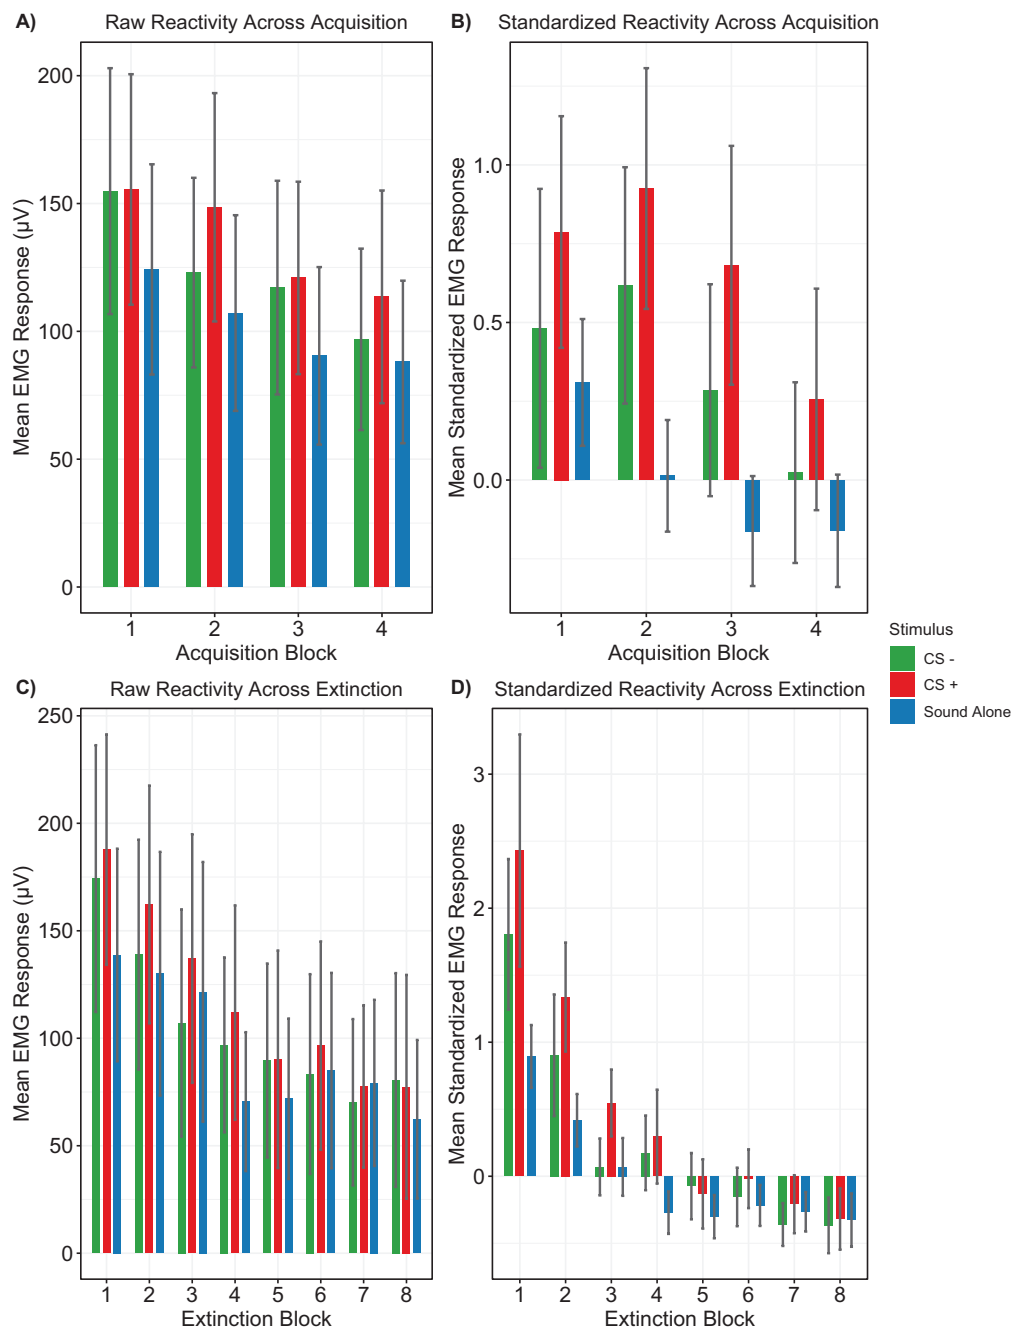 A) Raw Reactivity Across Acquisition
B) Standardized Reactivity Across Acquisition
Mean EMG Response (μV)
200
150
100
50
0
1 2 3 4
Acquisition Block
Mean Standardized EMG Response
1.0
0.5
0.0
1 2 3 4
Acquisition Block
Stimulus
CS -
CS +
Sound Alone
C) Raw Reactivity Across Extinction
D) Standardized Reactivity Across Extinction
Mean EMG Response (μV)
250
200
150
100
50
0
1 2 3 4 5 6 7 8
Extinction Block
Mean Standardized EMG Response
3
2
1
0
1 2 3 4 5 6 7 8
Extinction Block